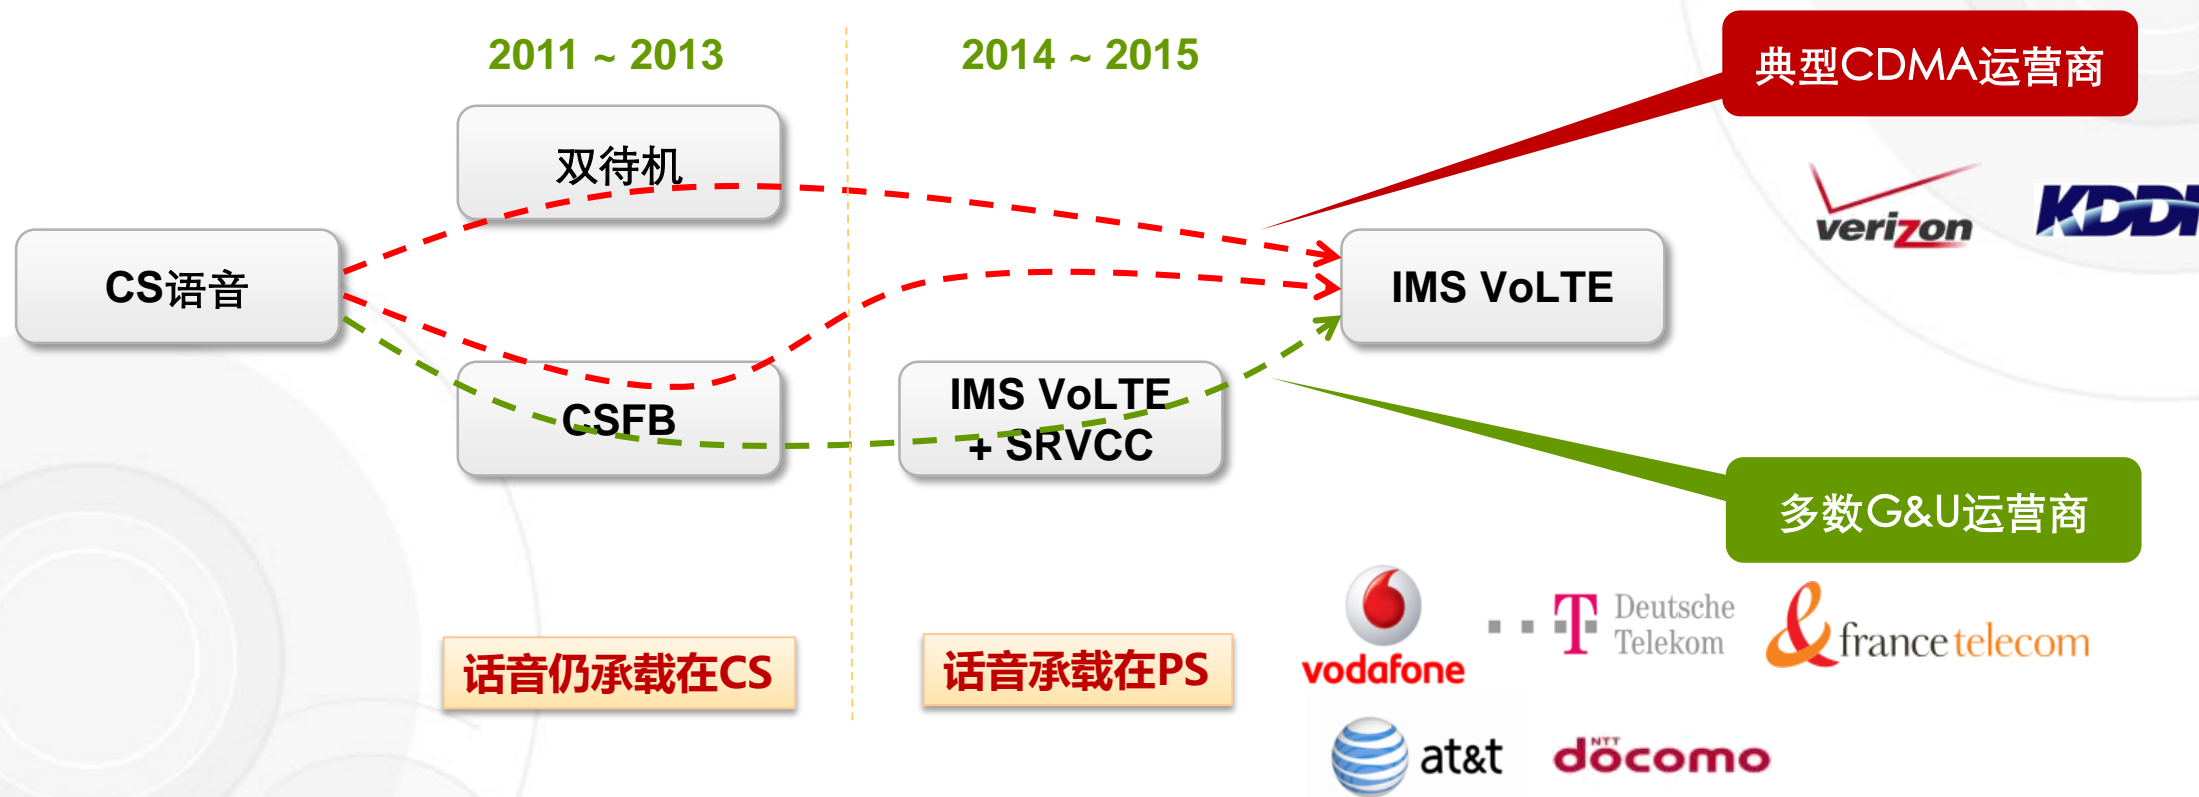 2011 ~ 2013
2014 ~ 2015
典型CDMA运营商
双待机
verizon
KDDI
CS语音
IMS VoLTE
CSFB
IMS VoLTE
+ SRVCC
多数G&U运营商
话音仍承载在CS
话音承载在PS
vodafone
T
Deutsche
Telekom
& france telecom
at&t
NTT
döcomo